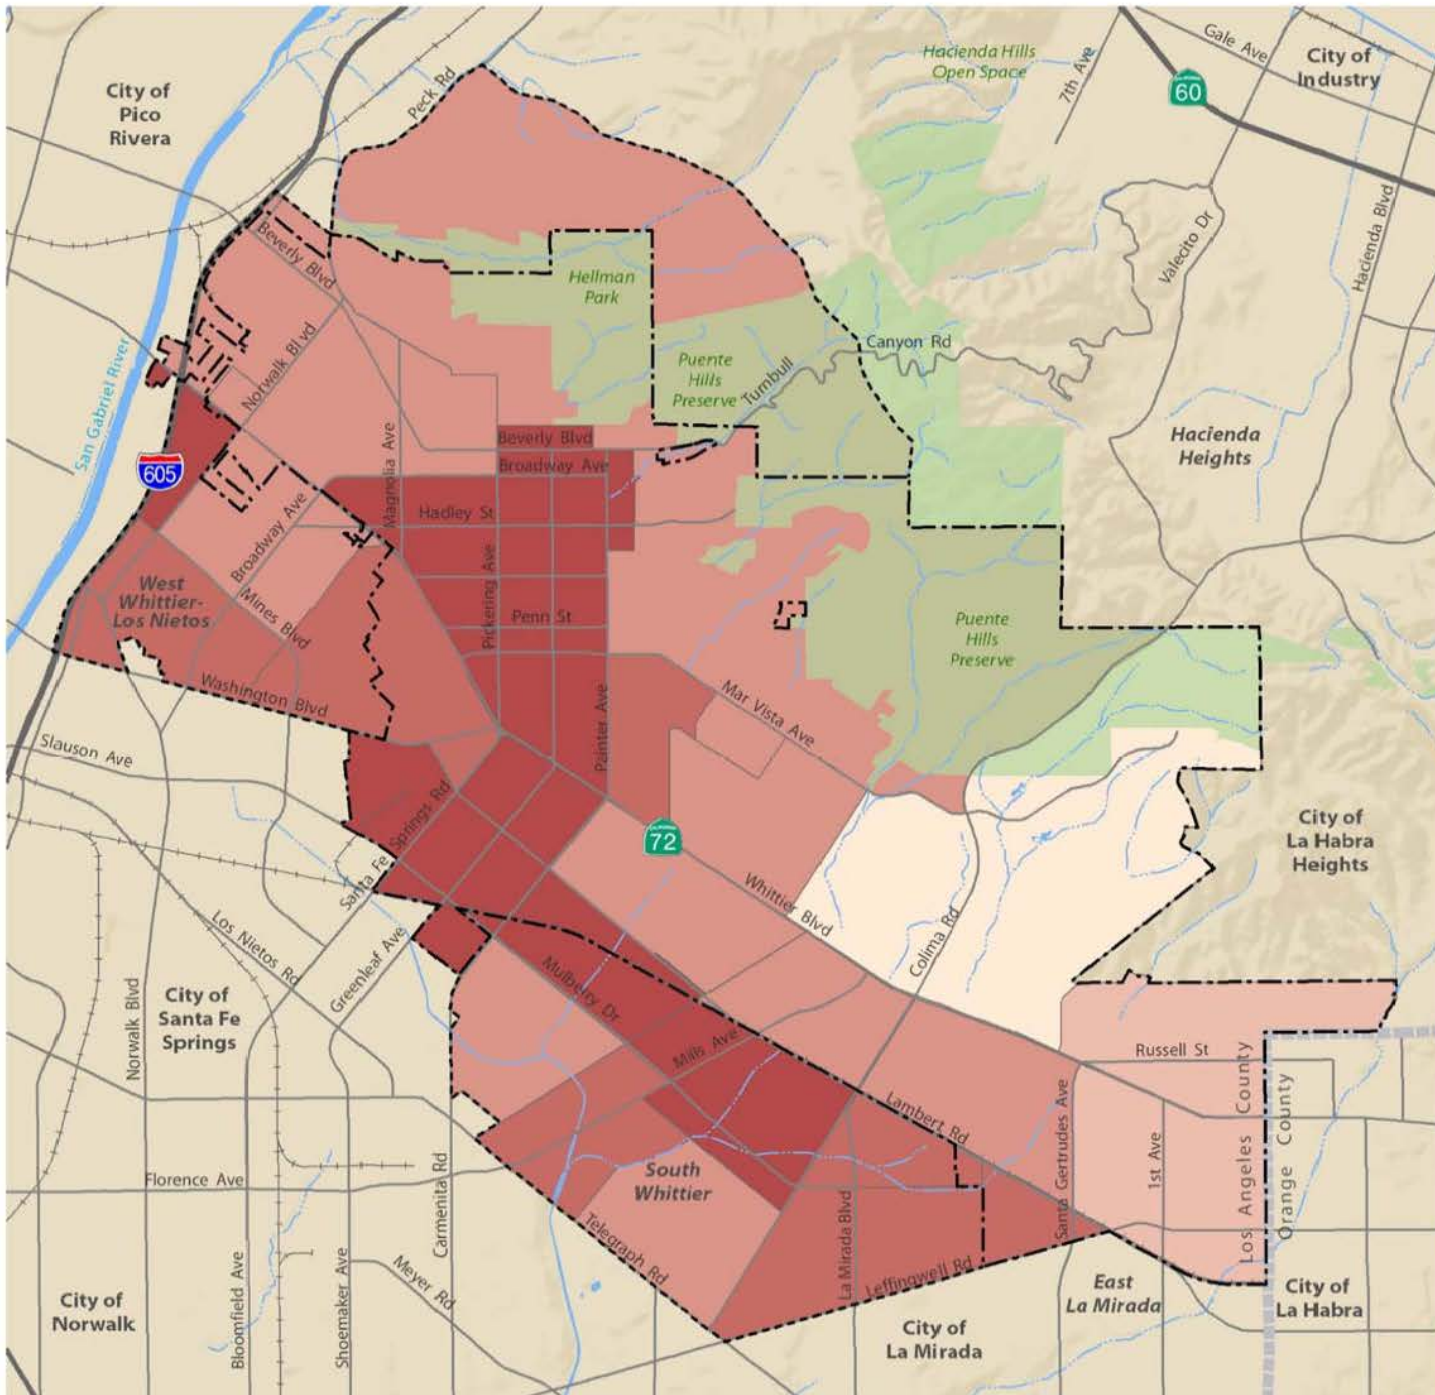 Hacienda Hills
Open Space
7th Ave
Gale Ave
City of
Industry
60
City of
Pico
Rivera
Peck Rd
Valecito Dr
Hacienda Blvd
Beverly Blvd
Hellman
Park
Canyon Rd
Turnbull
Puente
Hills
Preserve
Norwalk Blvd
San Gabriel River
605
Magnolia Ave
Beverly Blvd
Broadway Ave
Hacienda
Heights
Hadley St
Broadway Ave
Pickering Ave
West
Whittier-
Los Nietos
Mines Blvd
Penn St
Puente
Hills
Preserve
Washington Blvd
Painter Ave
Mar Vista Ave
Slauson Ave
Santa Fe Springs Rd
72
City of
La Habra
Heights
Whittier Blvd
Los Nietos Rd
Greenleaf Ave
Colima Rd
Mulberry Dr
City of
Santa Fe
Springs
Norwalk Blvd
Mills Ave
Russell St
Los Angeles County
Orange County
Lambert Rd
Santa Gertrudes Ave
1st Ave
South
Whittier
Florence Ave
Carmenita Rd
Telegraph Rd
La Mirada Blvd
Leffingwell Rd
Bloomfield Ave
Shoemaker Ave
Meyer Rd
East
La Mirada
City of
La Habra
City of
Norwalk
City of
La Mirada